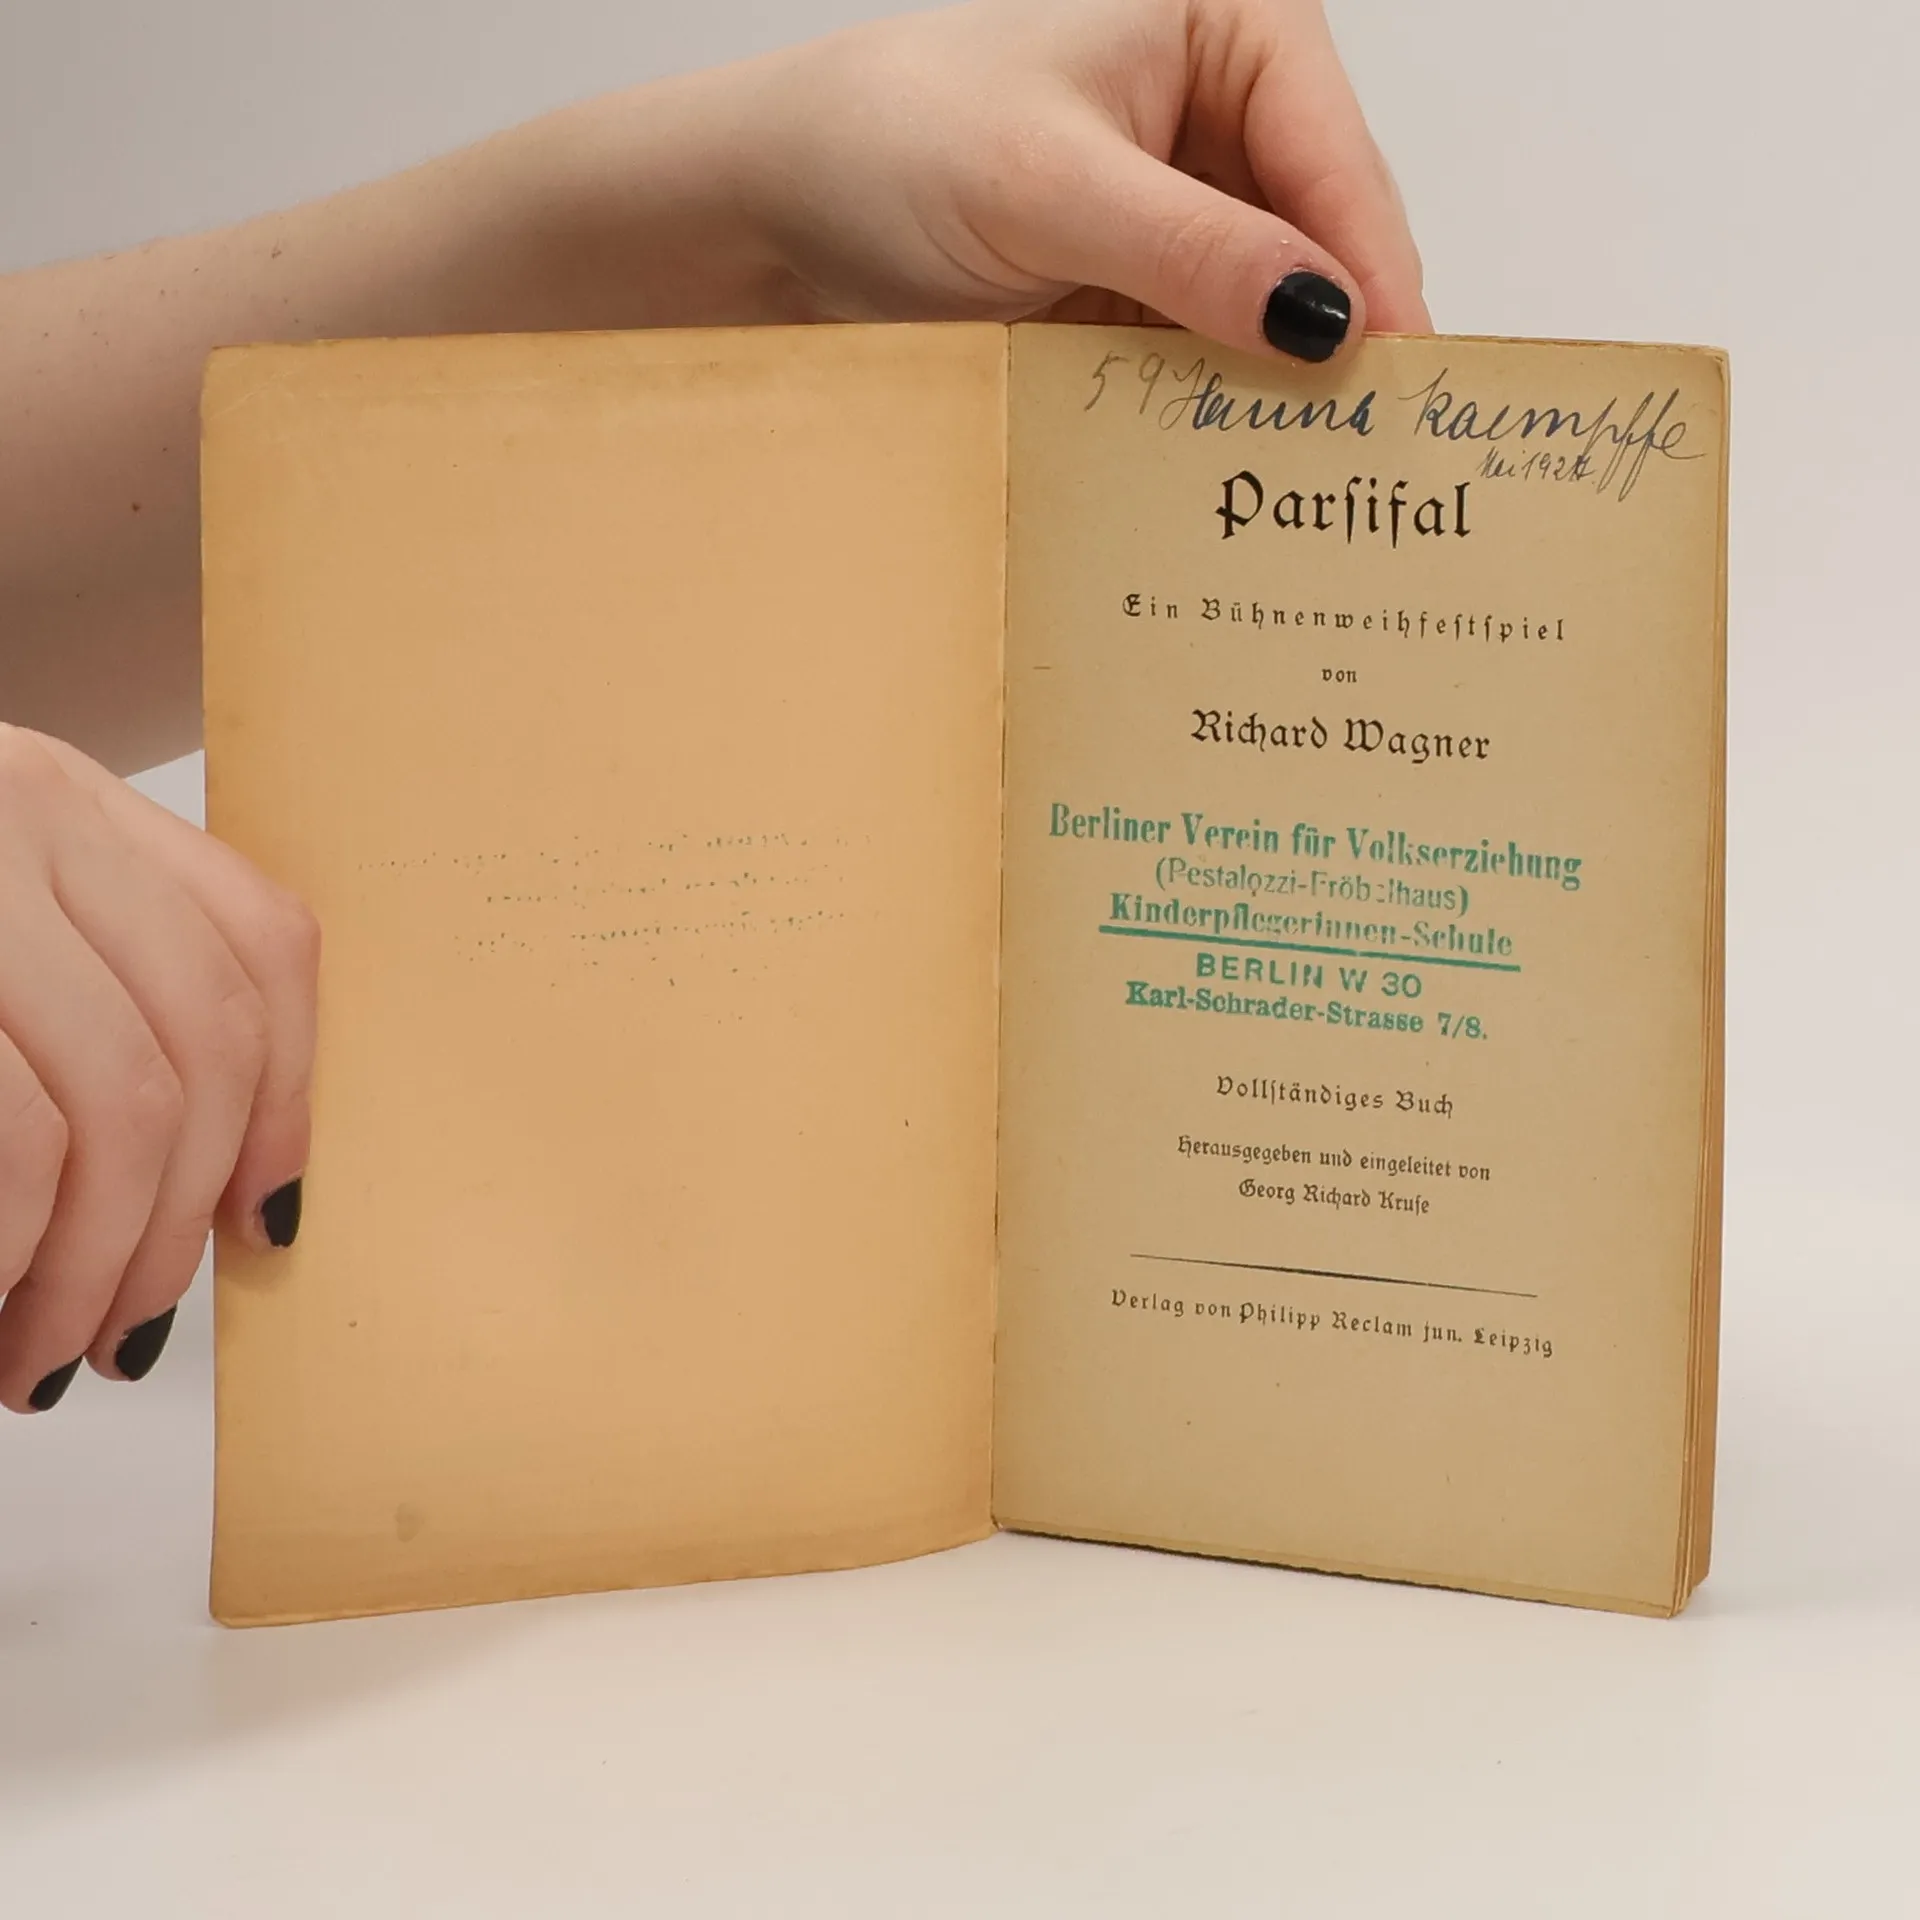 59 Hanna Kaempffe
Mai 192
Parſifal
Ein Bühnenweihfeſtſpiel
von
Richard Wagner
Berliner Verein für Volkserziehung
(Pestalozzi-Fröbelhaus)
Kinderpflegerinnen-Schule
BERLIN W 30
Karl-Schrader-Strasse 7/8.
Vollſtändiges Buch
Herausgegeben und eingeleitet von
Georg Richard Kruſe
Verlag von Philipp Reclam jun. Leipzig